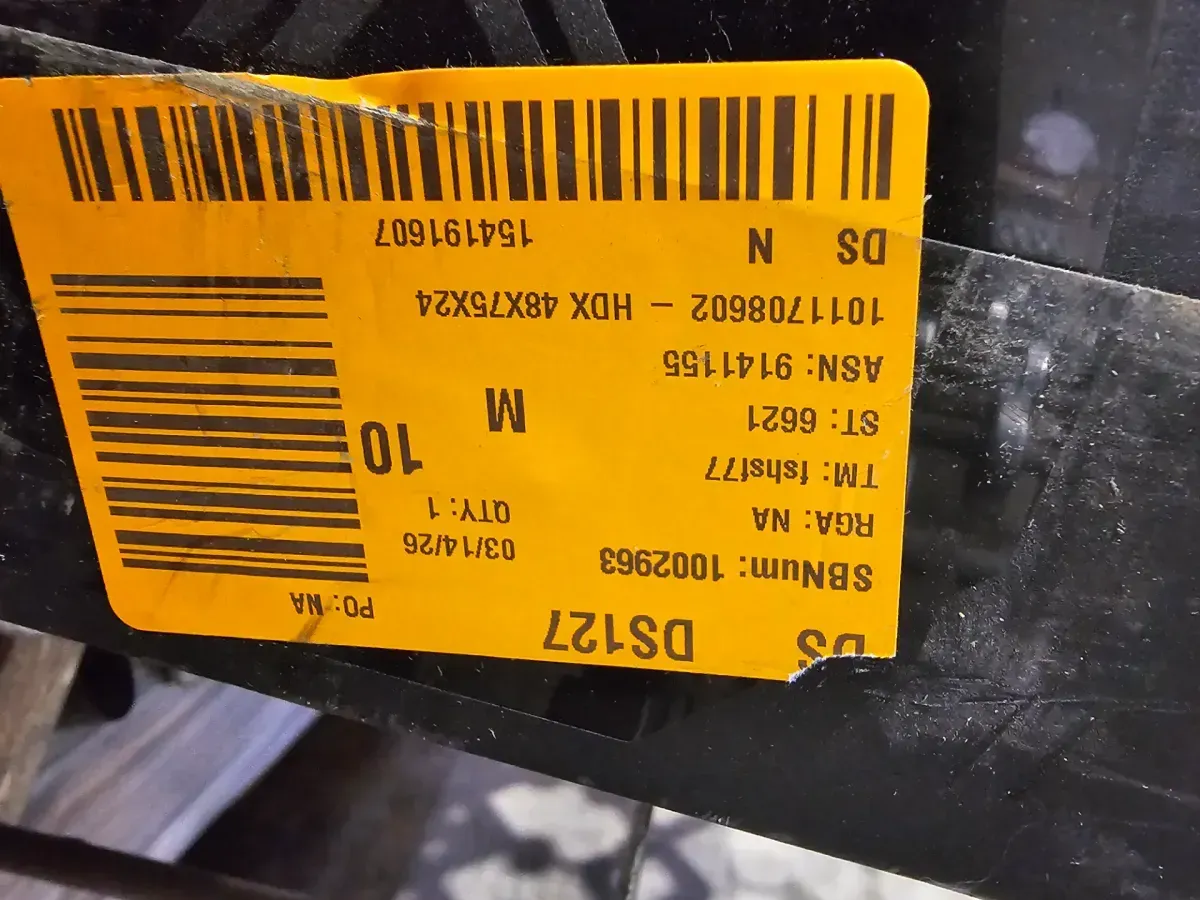 DS DS127
PO: NA
SBNum: 1002963
03/14/26
RGA: NA
QTY: 1
TM: fshsf77
10
ST: 6621
M
ASN: 9141155
1011708602 - HDX 48X75X24
DS N
154191607